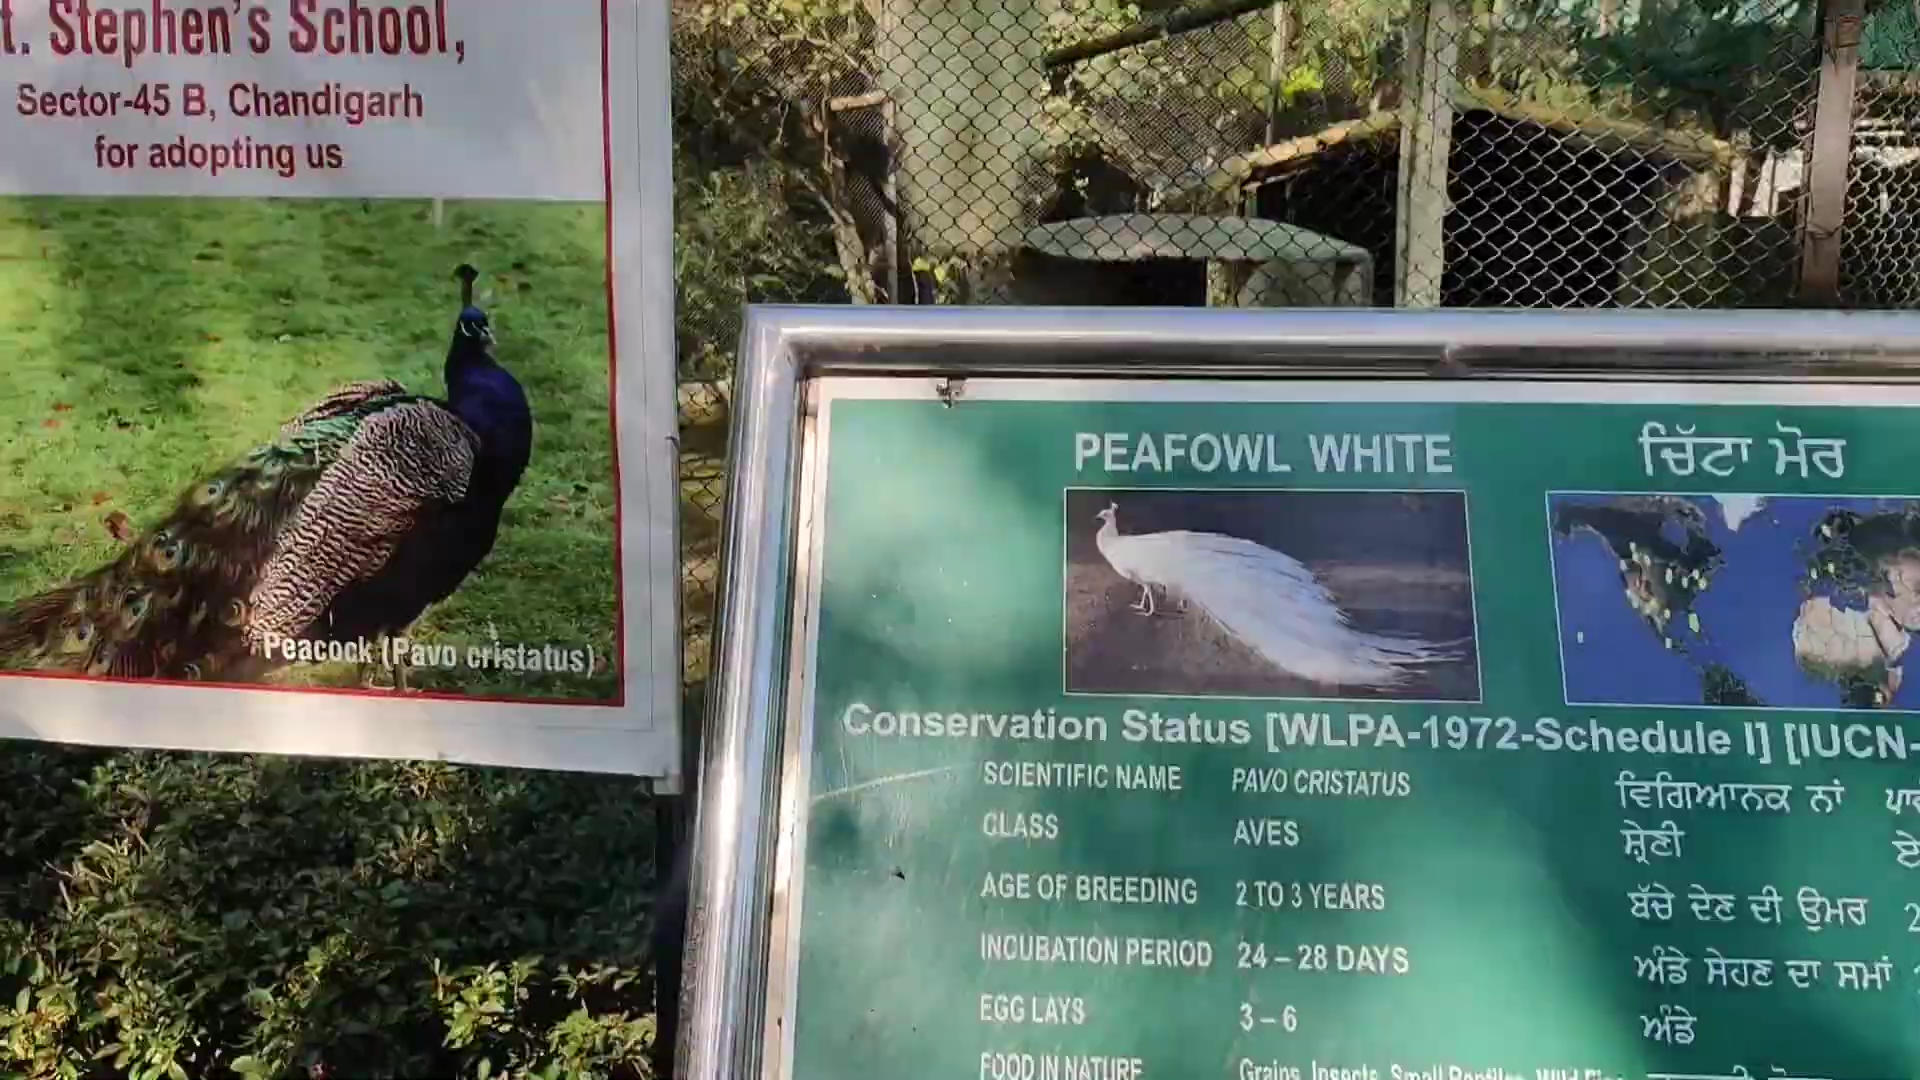 t. Stephen's School,
Sector-45 B, Chandigarh
for adopting us
Peacock (Pavo cristatus)
PEAFOWL WHITE ਚਿੱਟਾ ਮੋਰ
Conservation Status [WLPA-1972-Schedule I] [IUCN-
SCIENTIFIC NAME PAVO CRISTATUS ਵਿਗਿਆਨਕ ਨਾਂ
CLASS AVES ਸ਼੍ਰੇਣੀ
AGE OF BREEDING 2 TO 3 YEARS ਬੱਚੇ ਦੇਣ ਦੀ ਉਮਰ 2
INCUBATION PERIOD 24 – 28 DAYS ਅੰਡੇ ਸੇਹਣ ਦਾ ਸਮਾਂ
EGG LAYS 3 – 6 ਅੰਡੇ
FOOD IN NATURE Grains, Insects, Small Reptiles, Wild